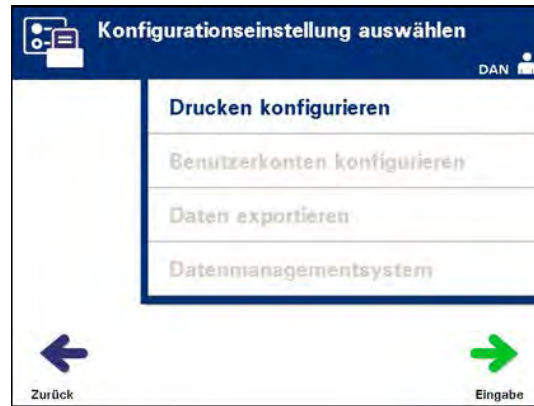 Konfigurationseinstellung auswählen
DAN
Drucken konfigurieren
Benutzerkonten konfigurieren
Daten exportieren
Datenmanagementsystem
Zurück
Eingabe